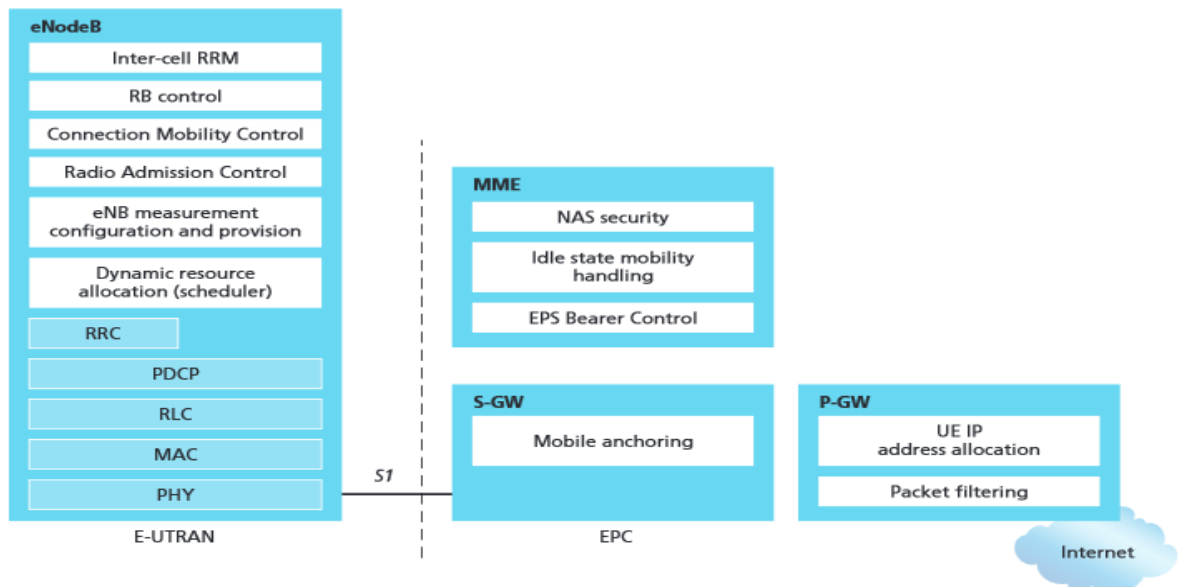 eNodeB
Inter-cell RRM
RB control
Connection Mobility Control
Radio Admission Control
eNB measurement
configuration and provision
Dynamic resource
allocation (scheduler)
RRC
PDCP
RLC
MAC
PHY
E-UTRAN
S1
MME
NAS security
Idle state mobility
handling
EPS Bearer Control
S-GW
Mobile anchoring
EPC
P-GW
UE IP
address allocation
Packet filtering
Internet